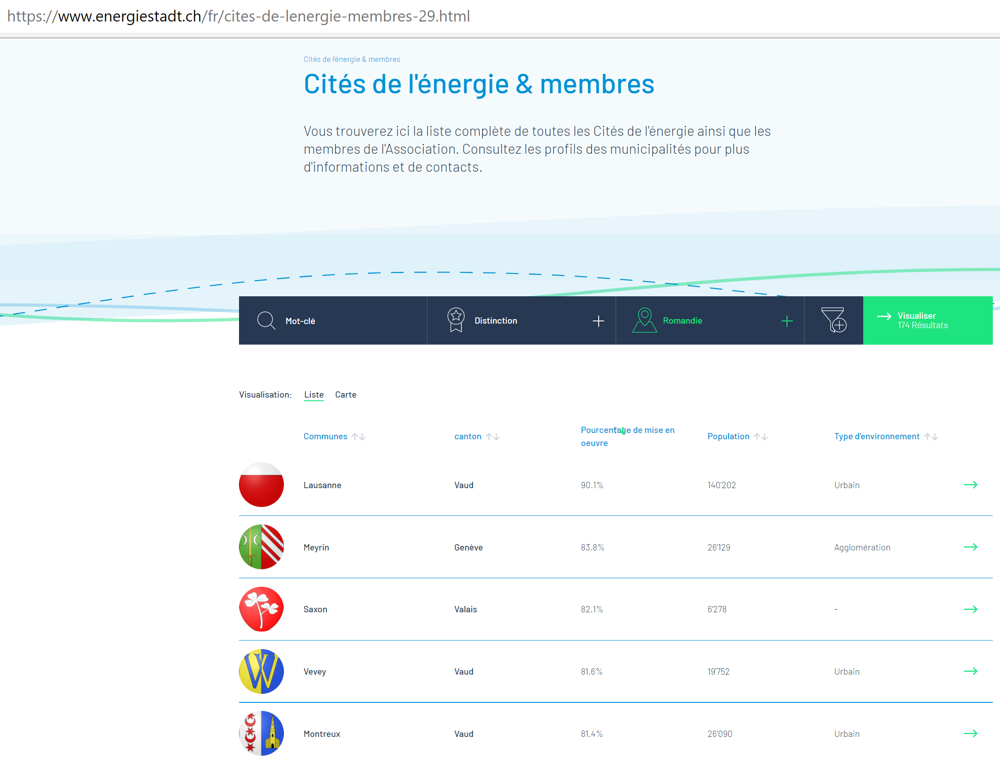 https://www.energiestadt.ch/fr/cites-de-lenergie-membres-29.html
Cités de l'énergie & membres
Cités de l'énergie & membres
Vous trouverez ici la liste complète de toutes les Cités de l'énergie ainsi que les
membres de l'Association. Consultez les profils des municipalités pour plus
d'informations et de contacts.
Mot-clé
Distinction
Romandie
Visualiser
174 Résultats
Visualisation: Liste Carte
Communes canton Pourcentage de mise en oeuvre Population Type d'environnement
Lausanne Vaud 90.1% 140'202 Urbain
Meyrin Genève 83.8% 26'129 Agglomération
Saxon Valais 82.1% 6'278 -
Vevey Vaud 81.6% 19'752 Urbain
Montreux Vaud 81.4% 26'090 Urbain